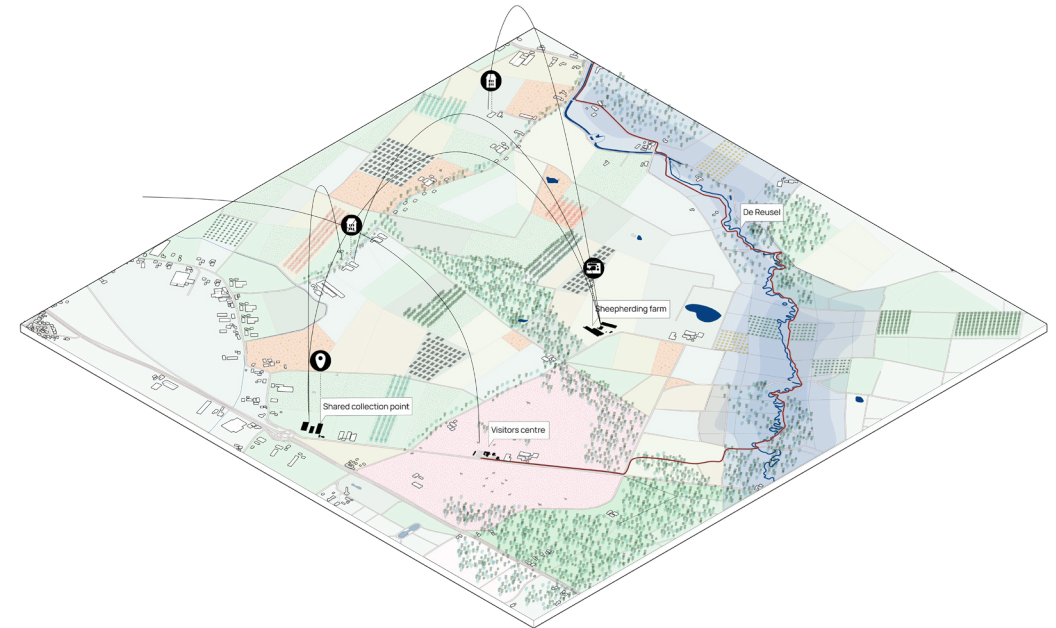 De Reusel
Sheepherding farm
Shared collection point
Visitors centre